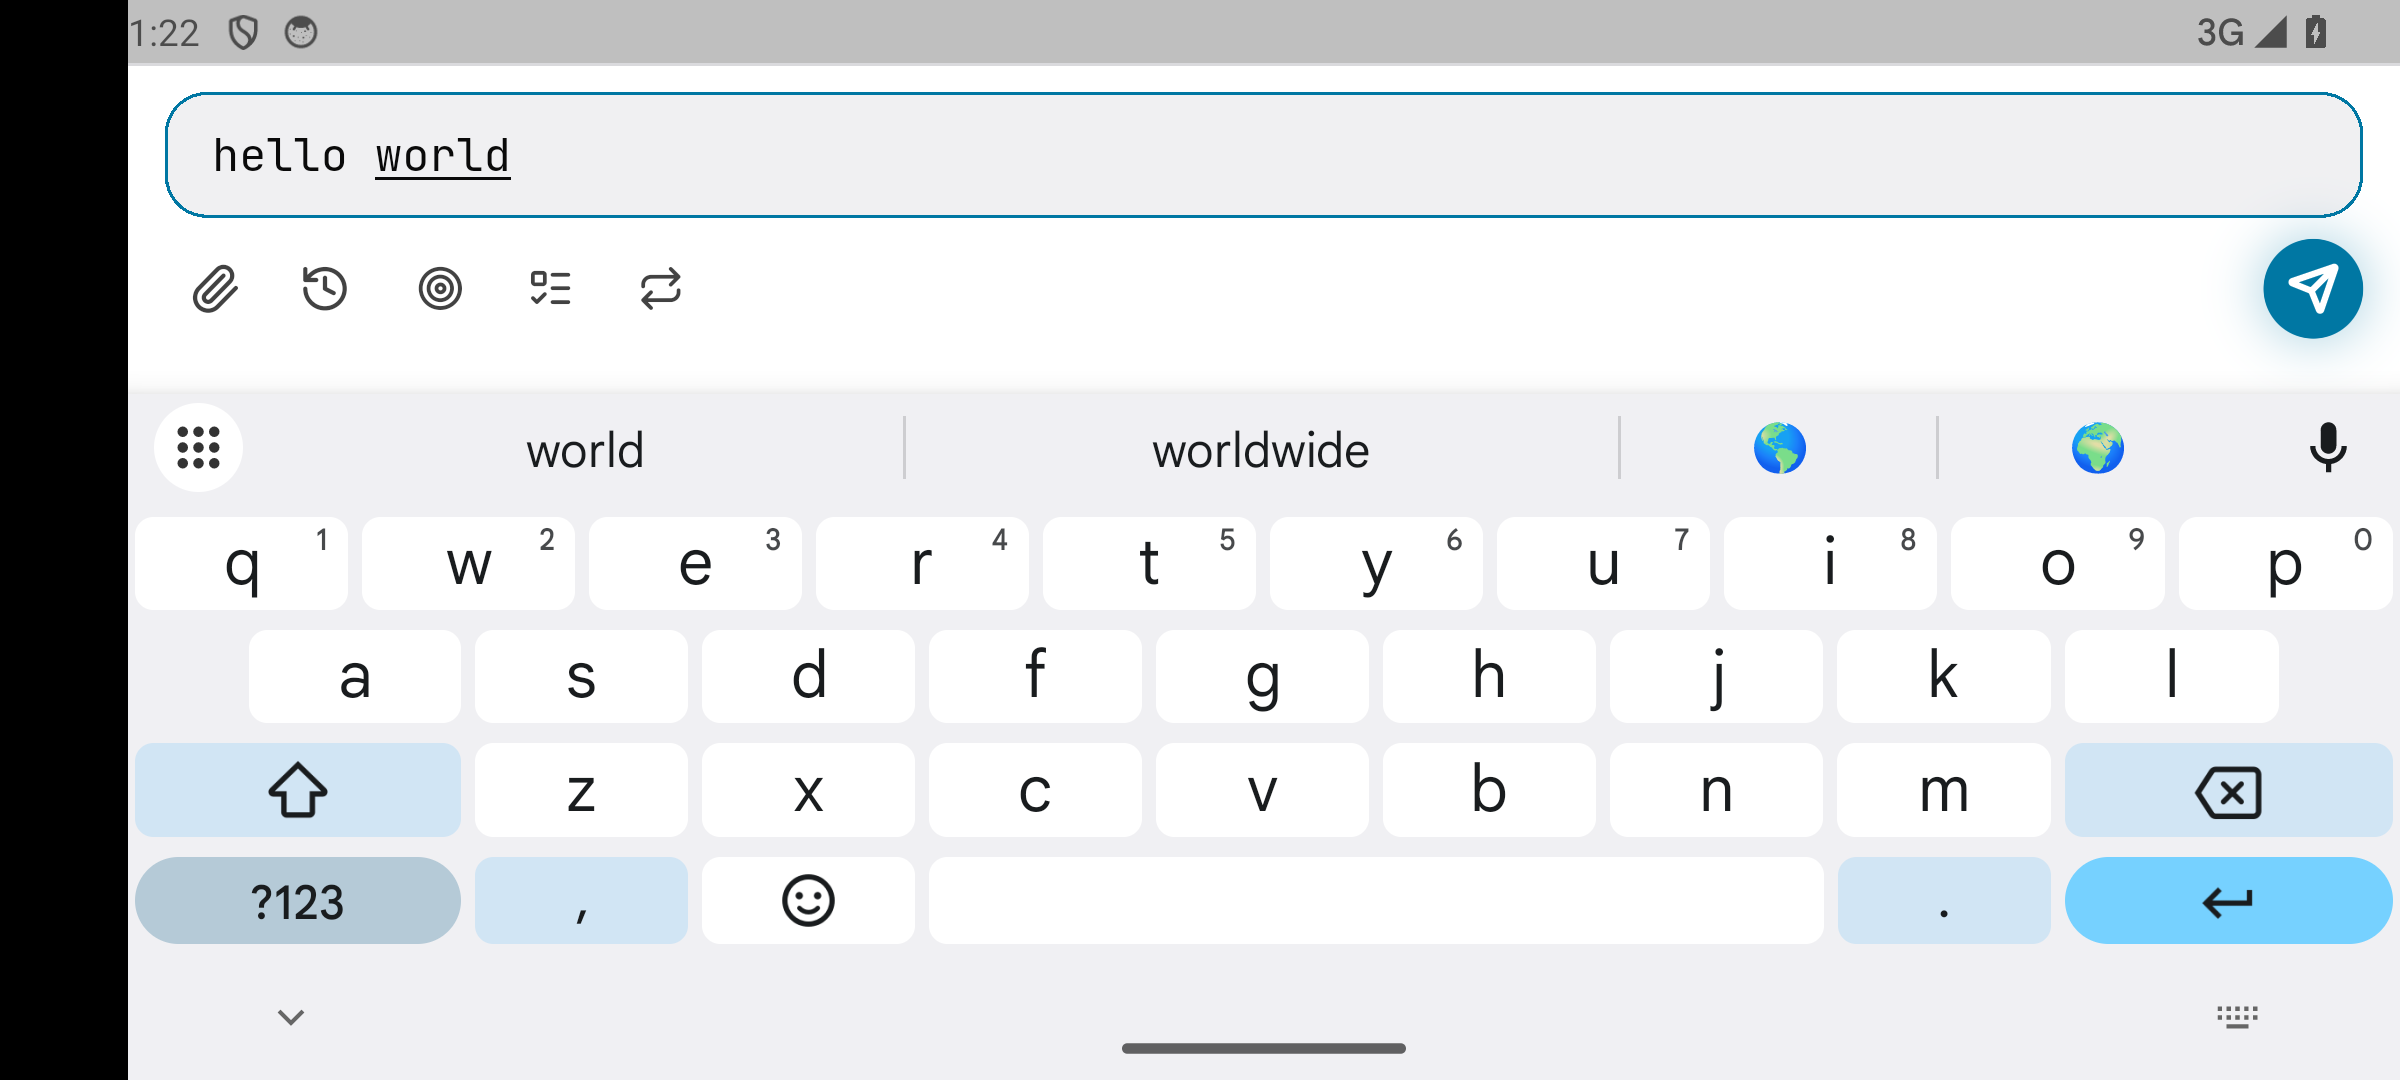 1:22 3G
hello world
world worldwide
q 1 w 2 e 3 r 4 t 5 y 6 u 7 i 8 o 9 p 0
a s d f g h j k l
z x c v b n m
?123 , .